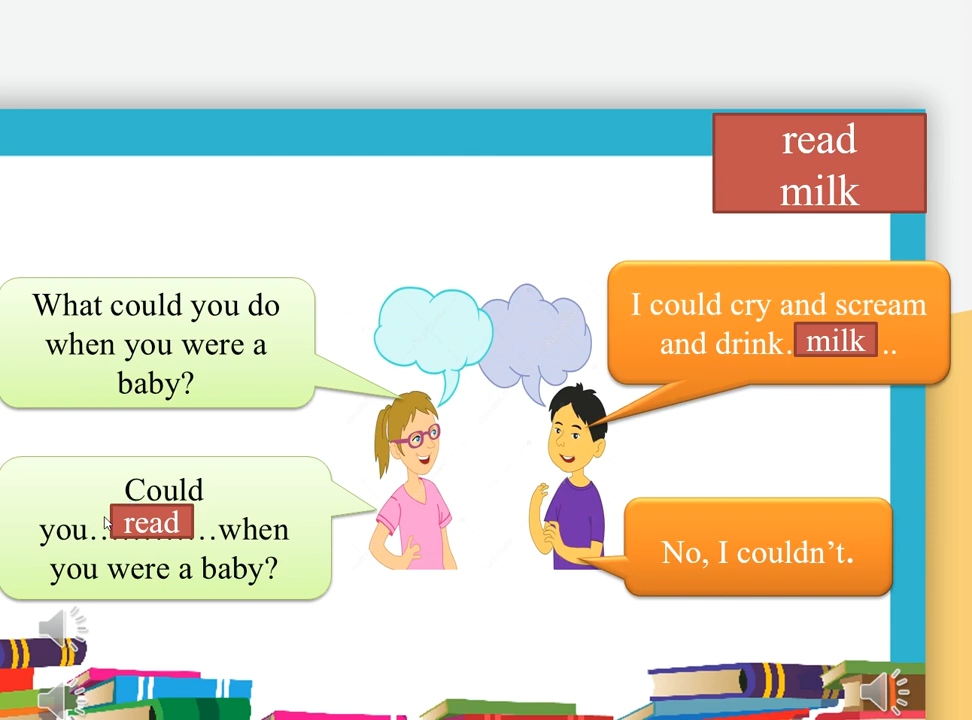 read
milk
What could you do
when you were a
baby?
I could cry and scream
and drink. milk ..
Could
you.. read ..when
you were a baby?
No, I couldn’t.